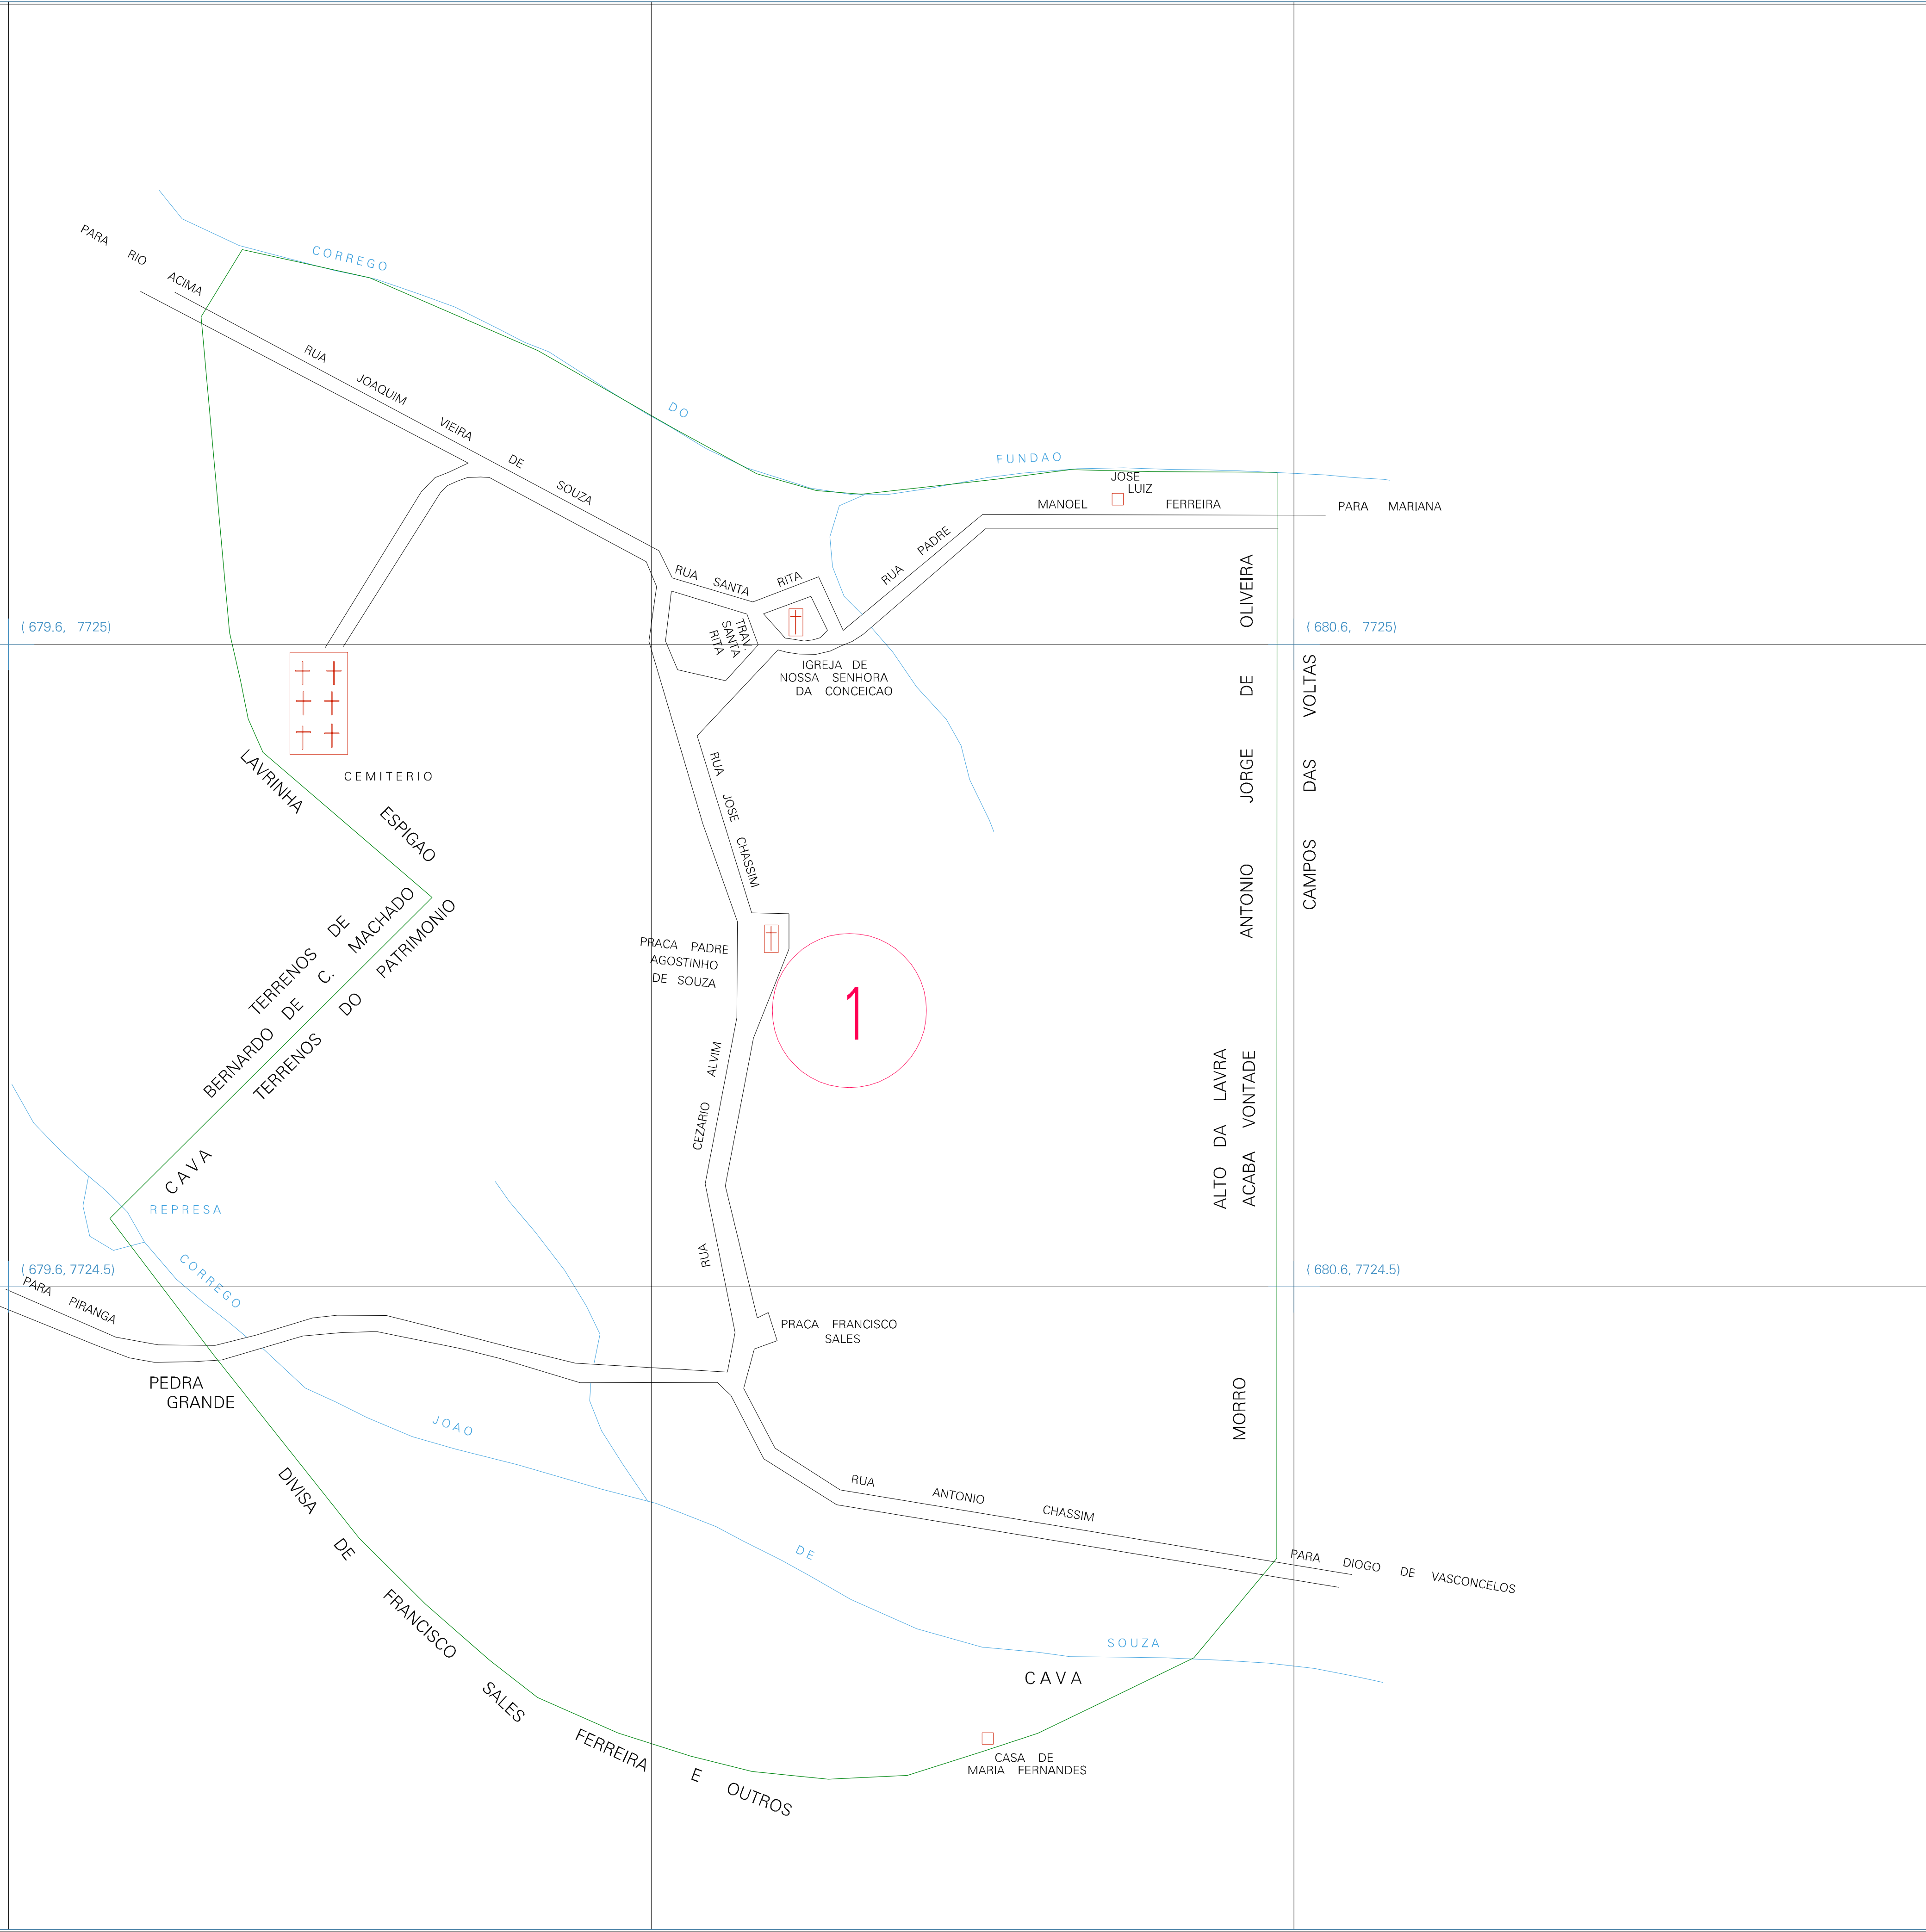 PARA RIO ACIMA
CORREGO DO FUNDAO
RUA JOAQUIM VIEIRA DE SOUZA
JOSE
LUIZ
RUA PADRE MANOEL FERREIRA
PARA MARIANA
RUA SANTA RITA
TRAV.
SANTA
RITA
( 679.6, 7725)
( 680.6, 7725)
IGREJA DE
NOSSA SENHORA
DA CONCEICAO
ANTONIO JORGE DE OLIVEIRA
CAMPOS DAS VOLTAS
CEMITERIO
LAVRINHA
ESPIGAO
RUA JOSE CHASSIM
TERRENOS DE
BERNARDO DE C. MACHADO
TERRENOS DO PATRIMONIO
PRACA PADRE
AGOSTINHO
DE SOUZA
1
RUA CEZARIO ALVIM
ALTO DA LAVRA
ACABA VONTADE
CAVA
REPRESA
( 679.6, 7724.5)
( 680.6, 7724.5)
PARA PIRANGA
CORREGO JOAO DE SOUZA
PRACA FRANCISCO
SALES
PEDRA
GRANDE
MORRO
DIVISA DE FRANCISCO SALES FERREIRA E OUTROS
RUA ANTONIO CHASSIM
PARA DIOGO DE VASCONCELOS
CAVA
CASA DE
MARIA FERNANDES